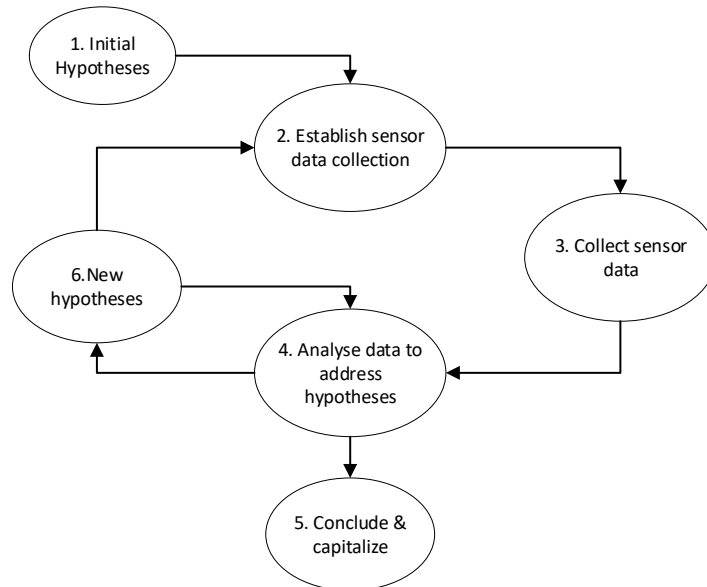 1. Initial
Hypotheses
2. Establish sensor
data collection
3. Collect sensor
data
6.New
hypotheses
4. Analyse data to
address
hypotheses
5. Conclude &
capitalize